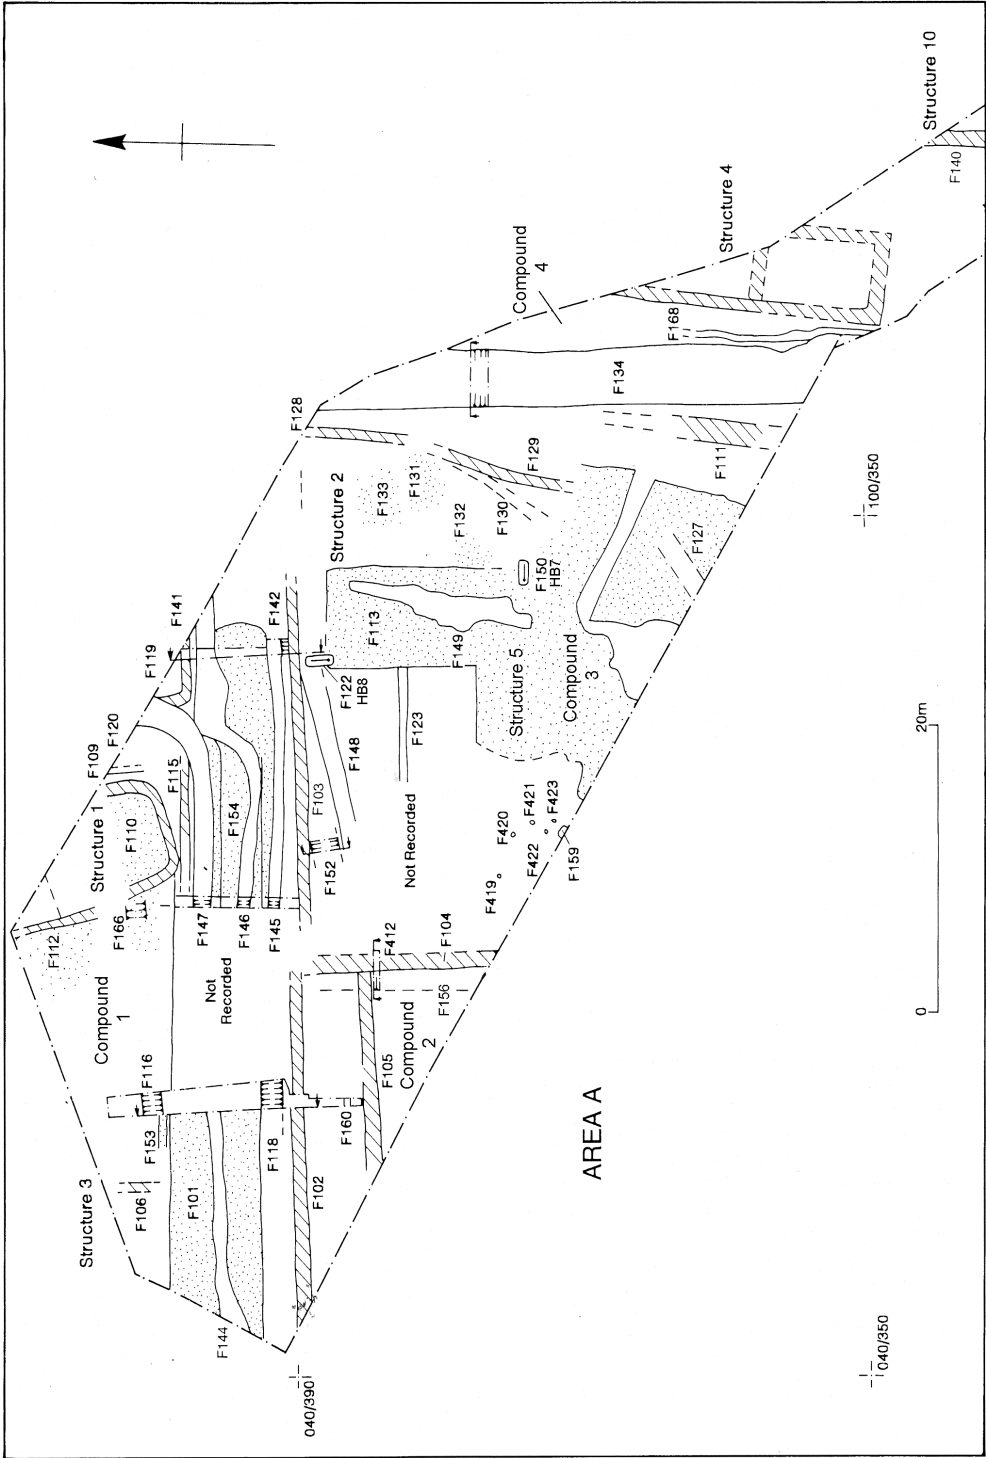 Structure 10
F140
Structure 4
Compound
4
F168
F134
F128
F111
100/350
F129
Structure 2
F131
F133
F132
F130
F127
F150
HB7
F141
F142
F119
F113
F149
F122
HB8
Structure 5
Compound
3
F120
F109
F115
F148
F123
20m
Structure 1
F110
F154
F103
F152
Not Recorded
F420
F421
F423
F422
F159
F419
F112
F166
F147
F146
F145
Not
Recorded
F412
F104
F156
Compound
1
F116
Compound
2
F105
0
F153
F118
F160
AREA A
Structure 3
F106
F101
F102
F144
040/390
040/350